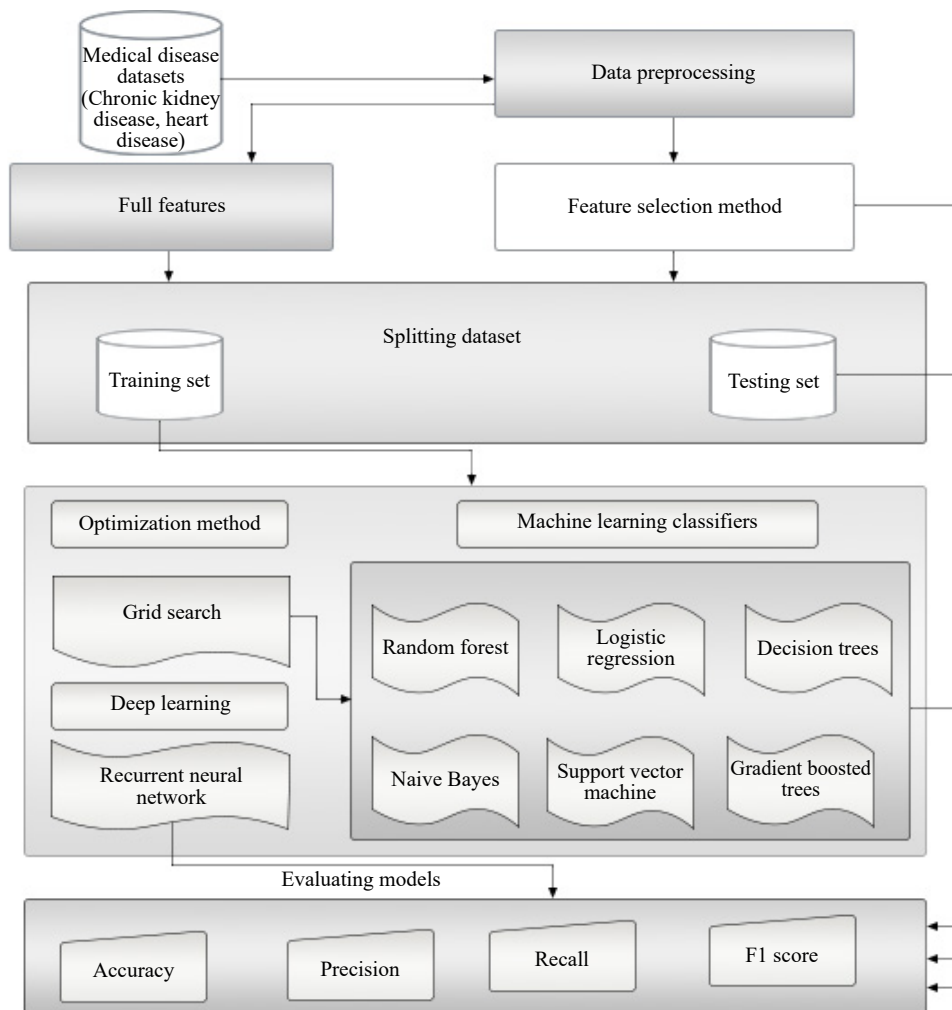 Medical disease
datasets
(Chronic kidney
disease, heart
disease)
Data preprocessing
Full features
Feature selection method
Splitting dataset
Training set
Testing set
Optimization method
Machine learning classifiers
Grid search
Random forest
Logistic
regression
Decision trees
Deep learning
Recurrent neural
network
Naive Bayes
Support vector
machine
Gradient boosted
trees
Evaluating models
Accuracy
Precision
Recall
F1 score